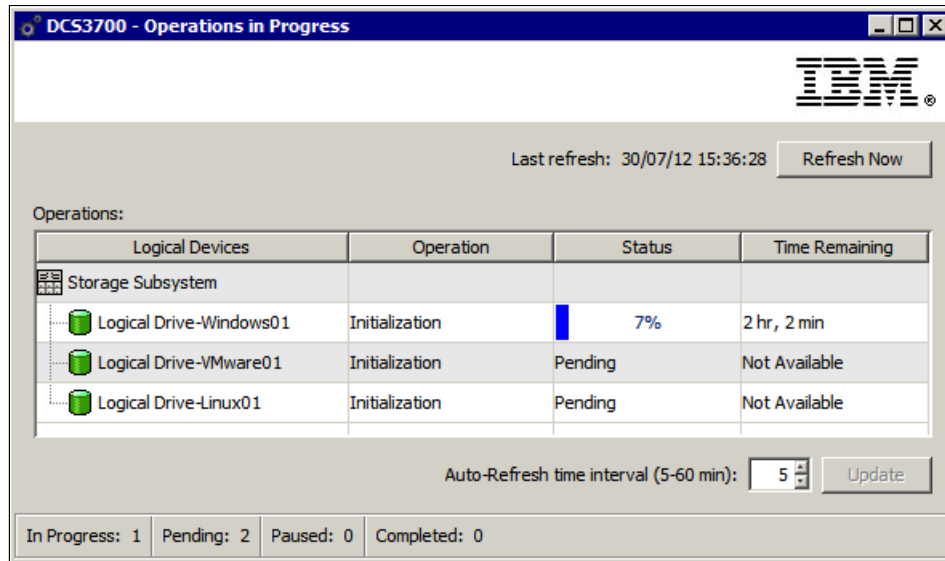 DCS3700 - Operations in Progress
IBM®
Last refresh: 30/07/12 15:36:28 Refresh Now
Operations:
Logical Devices Operation Status Time Remaining
Storage Subsystem
Logical Drive-Windows01 Initialization 7% 2 hr, 2 min
Logical Drive-VMware01 Initialization Pending Not Available
Logical Drive-Linux01 Initialization Pending Not Available
Auto-Refresh time interval (5-60 min): 5 Update
In Progress: 1 Pending: 2 Paused: 0 Completed: 0